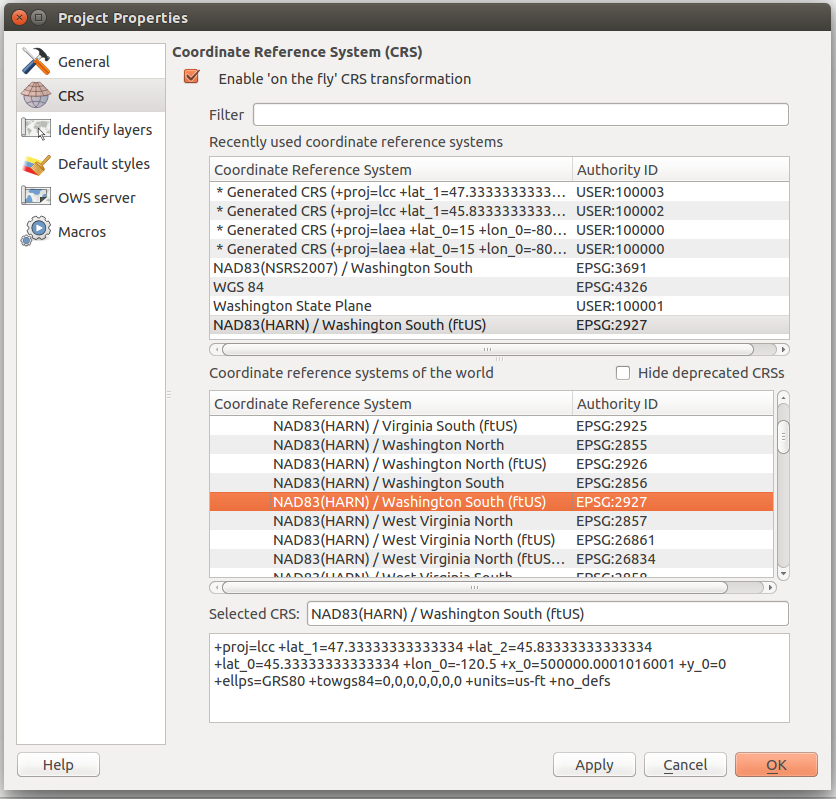 Project Properties
General
CRS
Identify layers
Default styles
OWS server
Macros
Coordinate Reference System (CRS)
Enable 'on the fly' CRS transformation
Filter
Recently used coordinate reference systems
Coordinate Reference System Authority ID
* Generated CRS (+proj=lcc +lat_1=47.3333333333... USER:100003
* Generated CRS (+proj=lcc +lat_1=45.8333333333... USER:100002
* Generated CRS (+proj=laea +lat_0=15 +lon_0=-80... USER:100000
* Generated CRS (+proj=laea +lat_0=15 +lon_0=-80... USER:100000
NAD83(NSRS2007) / Washington South EPSG:3691
WGS 84 EPSG:4326
Washington State Plane USER:100001
NAD83(HARN) / Washington South (ftUS) EPSG:2927
Coordinate reference systems of the world Hide deprecated CRSs
Coordinate Reference System Authority ID
NAD83(HARN) / Virginia South (ftUS) EPSG:2925
NAD83(HARN) / Washington North EPSG:2855
NAD83(HARN) / Washington North (ftUS) EPSG:2926
NAD83(HARN) / Washington South EPSG:2856
NAD83(HARN) / Washington South (ftUS) EPSG:2927
NAD83(HARN) / West Virginia North EPSG:2857
NAD83(HARN) / West Virginia North (ftUS) EPSG:26861
NAD83(HARN) / West Virginia North (ftUS... EPSG:26834
NAD83(HARN) / West Virginia South EPSG:2858
Selected CRS: NAD83(HARN) / Washington South (ftUS)
+proj=lcc +lat_1=47.33333333333334 +lat_2=45.83333333333334
+lat_0=45.33333333333334 +lon_0=-120.5 +x_0=500000.0001016001 +y_0=0
+ellps=GRS80 +towgs84=0,0,0,0,0,0,0 +units=us-ft +no_defs
Help Apply Cancel OK